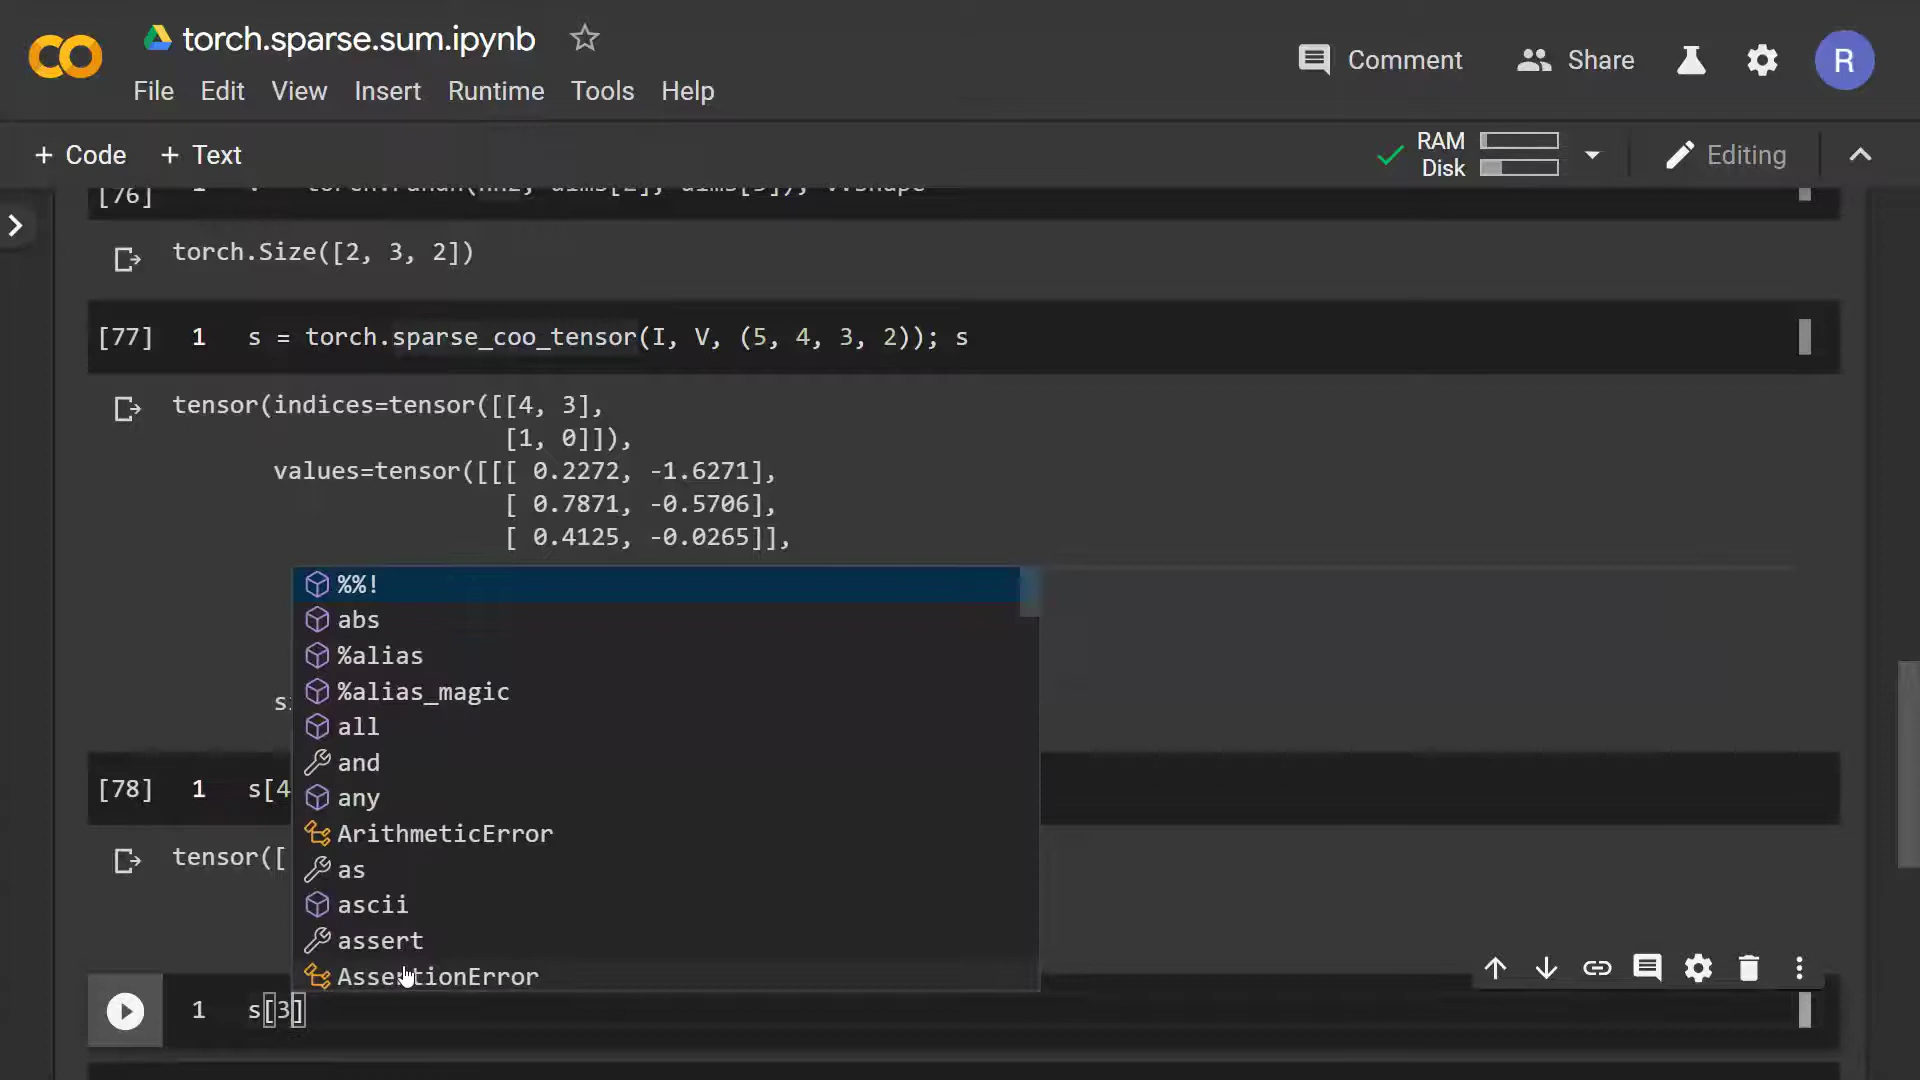 torch.sparse.sum.ipynb
Comment
Share
R
File Edit View Insert Runtime Tools Help
+ Code + Text
RAM
Disk
Editing
[76] 1
torch.Size([2, 3, 2])
[77] 1 s = torch.sparse_coo_tensor(I, V, (5, 4, 3, 2)); s
tensor(indices=tensor([[4, 3],
[1, 0]]),
values=tensor([[[ 0.2272, -1.6271],
[ 0.7871, -0.5706],
[ 0.4125, -0.0265]],
%%!
abs
%alias
%alias_magic
all
and
any
ArithmeticError
as
ascii
assert
AssertionError
[78] 1 s[4
tensor([
1 s[3]